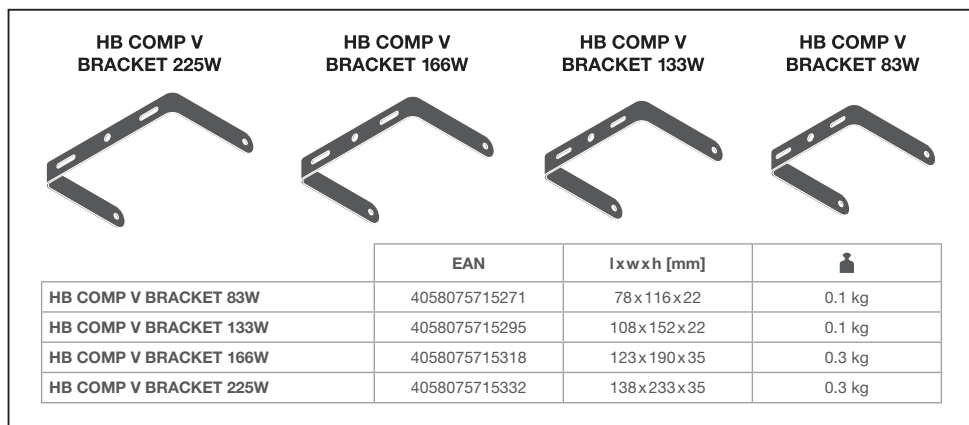 HB COMP V
BRACKET 225W
HB COMP V
BRACKET 166W
HB COMP V
BRACKET 133W
HB COMP V
BRACKET 83W
EAN l x w x h [mm]
HB COMP V BRACKET 83W 4058075715271 78 x 116 x 22 0.1 kg
HB COMP V BRACKET 133W 4058075715295 108 x 152 x 22 0.1 kg
HB COMP V BRACKET 166W 4058075715318 123 x 190 x 35 0.3 kg
HB COMP V BRACKET 225W 4058075715332 138 x 233 x 35 0.3 kg